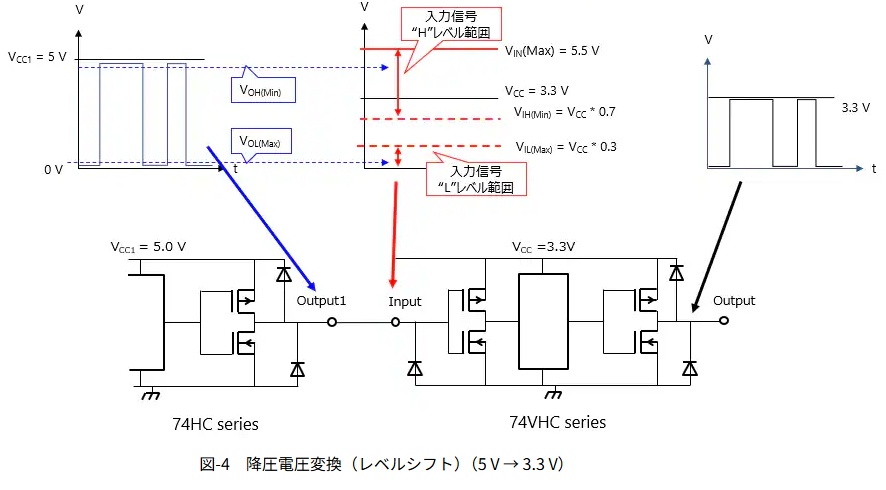 V
VCC1 = 5 V
VOH(Min)
VOL(Max)
0 V
t
入力信号
“H”レベル範囲
V
VIN(Max) = 5.5 V
VCC = 3.3 V
VIH(Min) = VCC * 0.7
VIL(Max) = VCC * 0.3
入力信号
“L”レベル範囲
V
3.3 V
t
VCC1 = 5.0 V
VCC =3.3V
Output1
Input
Output
74HC series
74VHC series
図-4 降圧電圧変換（レベルシフト）（5 V → 3.3 V）